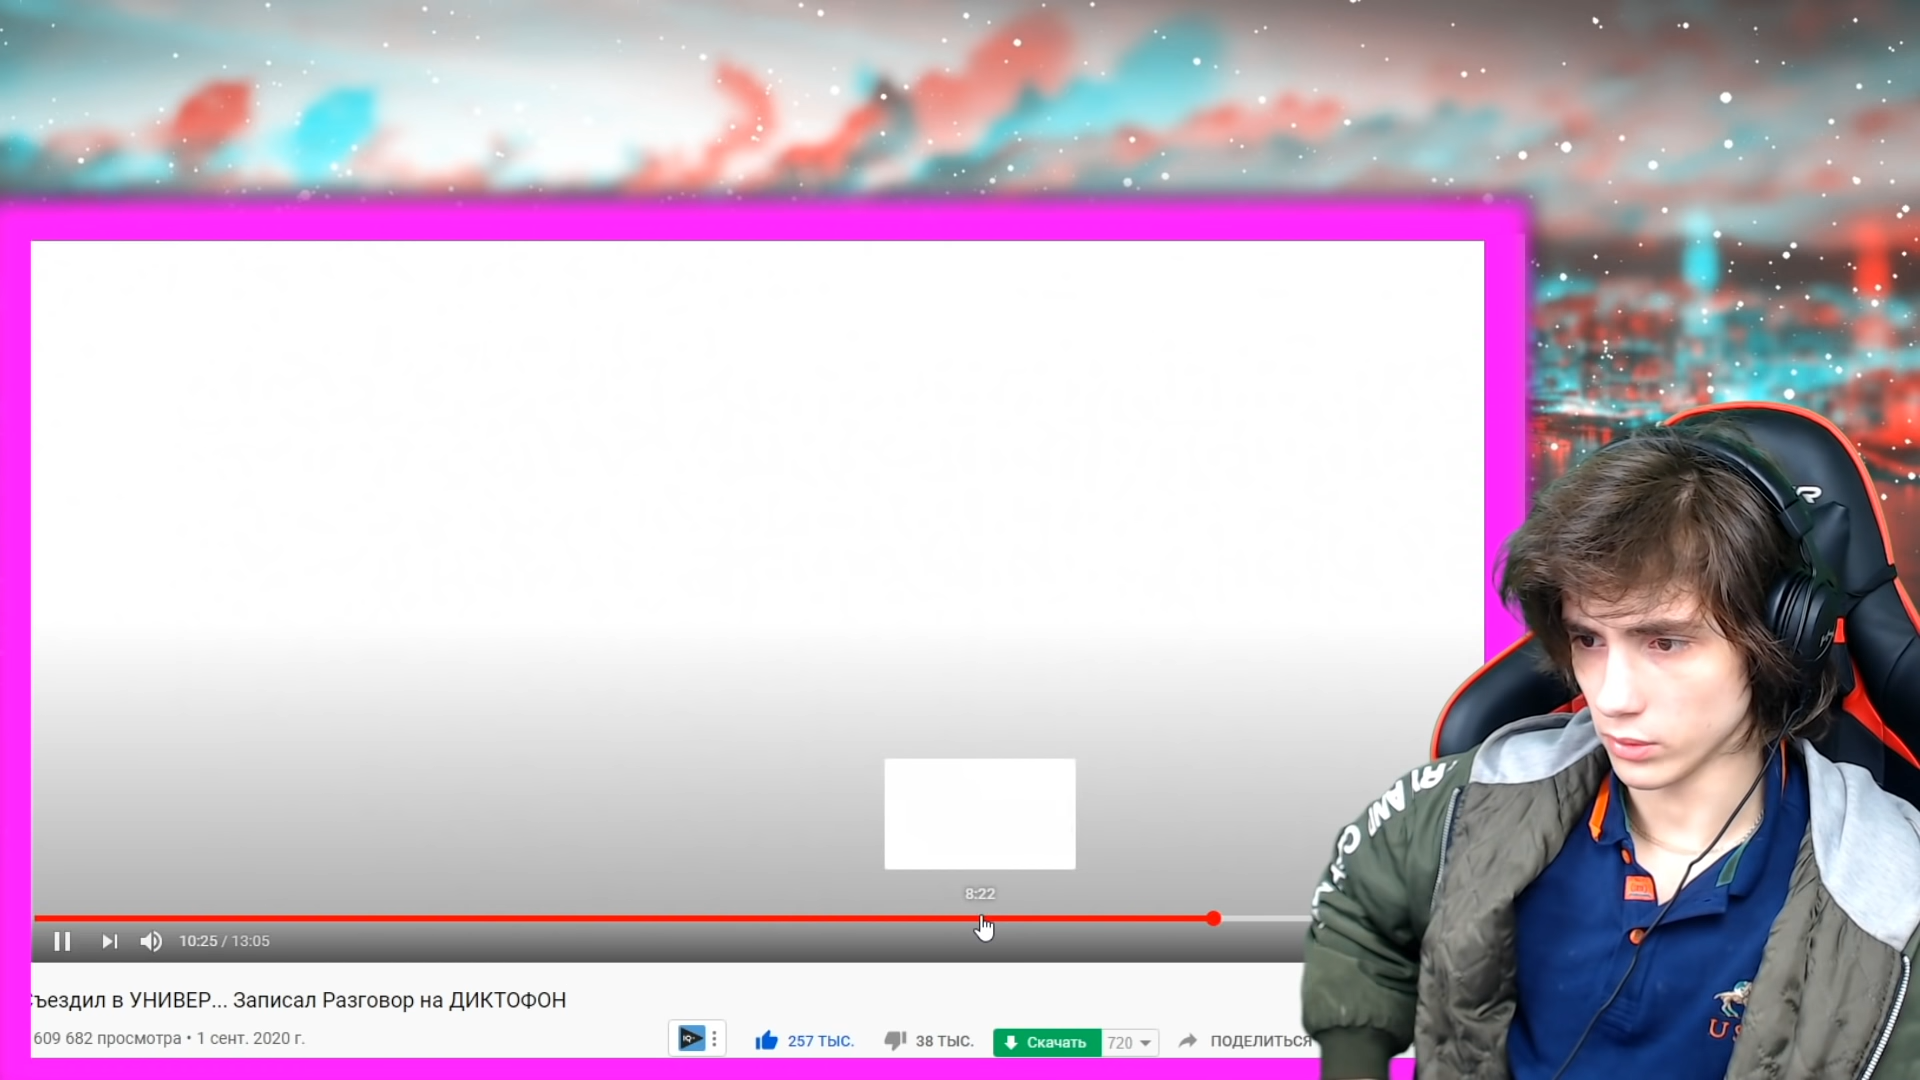 8:22
10:25 / 13:05
ъездил в УНИВЕР... Записал Разговор на ДИКТОФОН
609 682 просмотра • 1 сент. 2020 г.
257 ТЫС.
38 ТЫС.
Скачать
720
ПОДЕЛИТЬСЯ
AND
U